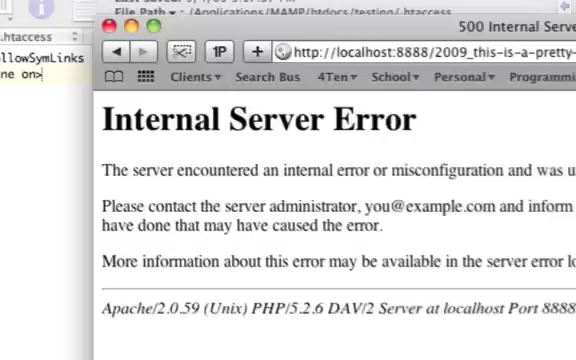 File Path ▾ : /Applications/MAMP/htdocs/testing/.htaccess
.htaccess
500 Internal Serve
llowSymLinks
ne on>
1P
+
http://localhost:8888/2009_this-is-a-pretty-
Clients▾ Search Bus 4Ten▾ School▾ Personal▾ Programmi
Internal Server Error
The server encountered an internal error or misconfiguration and was u
Please contact the server administrator, you@example.com and inform
have done that may have caused the error.
More information about this error may be available in the server error lo
Apache/2.0.59 (Unix) PHP/5.2.6 DAV/2 Server at localhost Port 8888